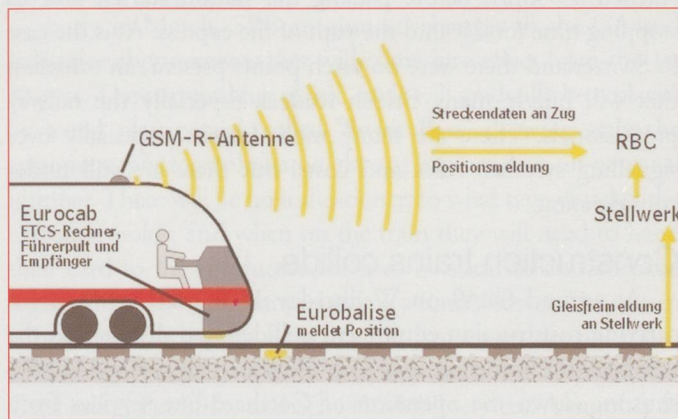 GSM-R-Antenne
Streckendaten an Zug
RBC
Positionsmeldung
Eurocab
ETCS-Rechner,
Führerpult und
Empfänger
Stellwerk
Eurobalise
meldet Position
Gleisfreimeldung
an Stellwerk